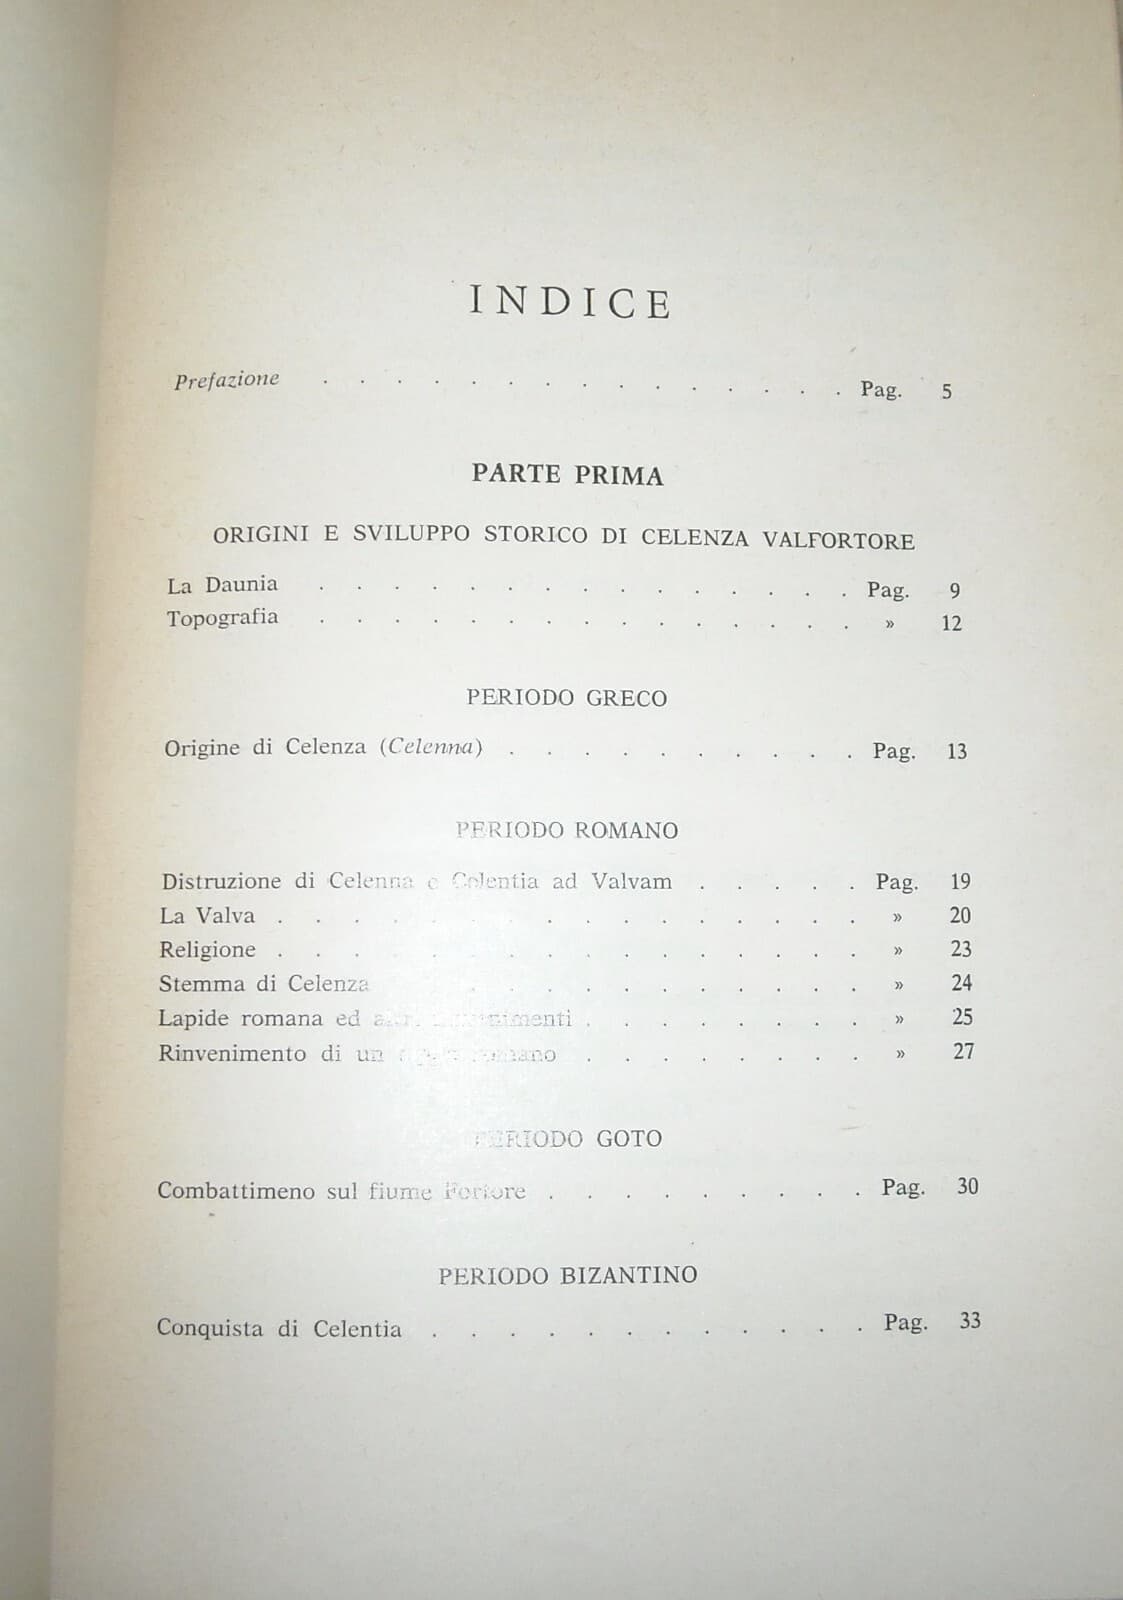 INDICE
Prefazione . . . . . . . . . . . . . . . Pag. 5
PARTE PRIMA
ORIGINI E SVILUPPO STORICO DI CELENZA VALFORTORE
La Daunia . . . . . . . . . . . . . . . Pag. 9
Topografia . . . . . . . . . . . . . . . » 12
PERIODO GRECO
Origine di Celenza (Celenna) . . . . . . . . . . Pag. 13
PERIODO ROMANO
Distruzione di Celenna e Celentia ad Valvam . . . . . Pag. 19
La Valva . . . . . . . . . . . . . . . . » 20
Religione . . . . . . . . . . . . . . . . » 23
Stemma di Celenza . . . . . . . . . . . » 24
Lapide romana ed . . . . . . . . » 25
Rinvenimento di un romano . . . . . . . . » 27
PERIODO GOTO
Combattimeno sul fiume Fortore . . . . . . . . . Pag. 30
PERIODO BIZANTINO
Conquista di Celentia . . . . . . . . . . . . Pag. 33